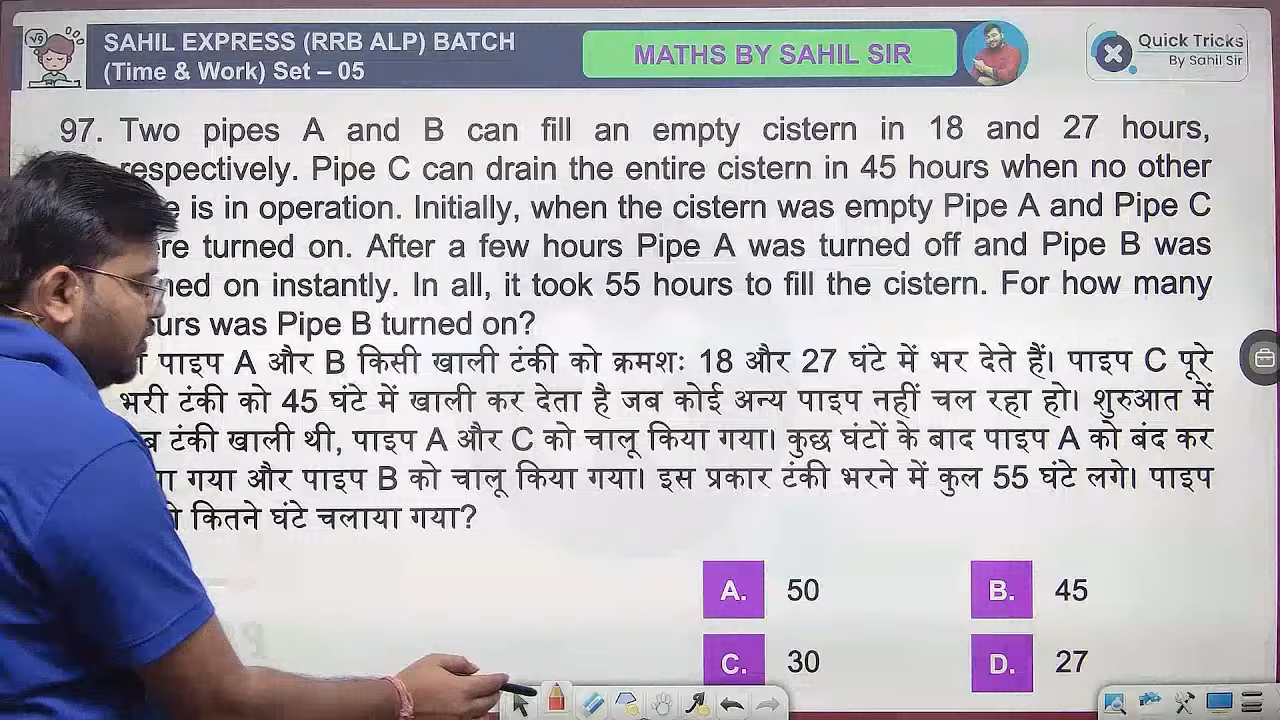 SAHIL EXPRESS (RRB ALP) BATCH
(Time & Work) Set – 05
MATHS BY SAHIL SIR
√9
Quick Tricks
By Sahil Sir
97. Two pipes A and B can fill an empty cistern in 18 and 27 hours,
respectively. Pipe C can drain the entire cistern in 45 hours when no other
is in operation. Initially, when the cistern was empty Pipe A and Pipe C
turned on. After a few hours Pipe A was turned off and Pipe B was
on instantly. In all, it took 55 hours to fill the cistern. For how many
was Pipe B turned on?
पाइप A और B किसी खाली टंकी को क्रमशः 18 और 27 घंटे में भर देते हैं। पाइप C पूरे
भरी टंकी को 45 घंटे में खाली कर देता है जब कोई अन्य पाइप नहीं चल रहा हो। शुरुआत में
टंकी खाली थी, पाइप A और C को चालू किया गया। कुछ घंटों के बाद पाइप A को बंद कर
गया और पाइप B को चालू किया गया। इस प्रकार टंकी भरने में कुल 55 घंटे लगे। पाइप
कितने घंटे चलाया गया?
A. 50
B. 45
C. 30
D. 27